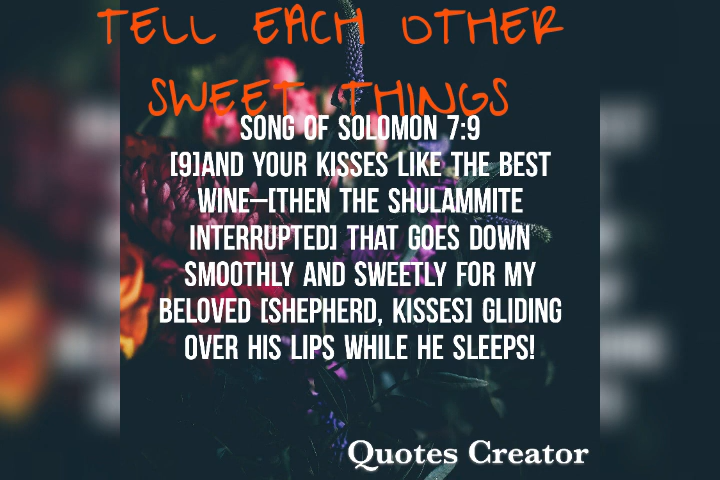 TELL EACH OTHER
SWEET THINGS
SONG OF SOLOMON 7:9
[9]AND YOUR KISSES LIKE THE BEST
WINE—[THEN THE SHULAMMITE
INTERRUPTED] THAT GOES DOWN
SMOOTHLY AND SWEETLY FOR MY
BELOVED [SHEPHERD, KISSES] GLIDING
OVER HIS LIPS WHILE HE SLEEPS!
Quotes Creator